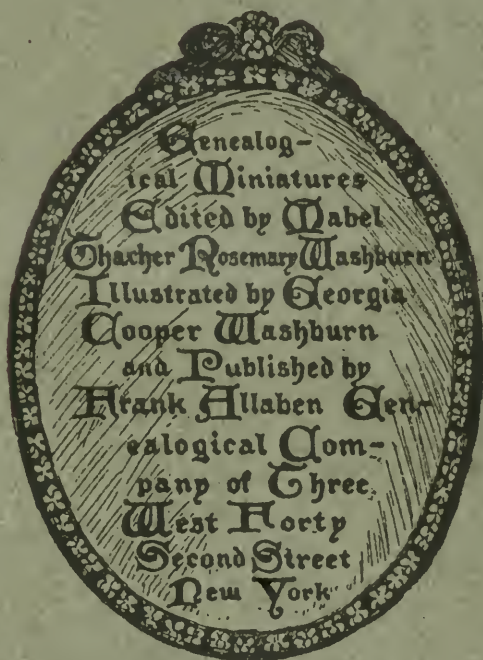 Genealog-
ical Miniatures
Edited by Mabel
Thacher Rosemary Washburn
Illustrated by Georgia
Cooper Washburn
and Published by
Frank Allaben Gen-
ealogical Com-
pany of Three
West Forty
Second Street
New York